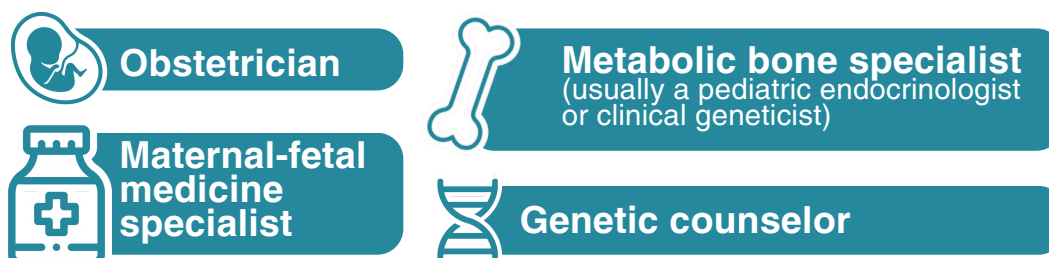 Obstetrician
Maternal-fetal
medicine
specialist
Metabolic bone specialist
(usually a pediatric endocrinologist
or clinical geneticist)
Genetic counselor